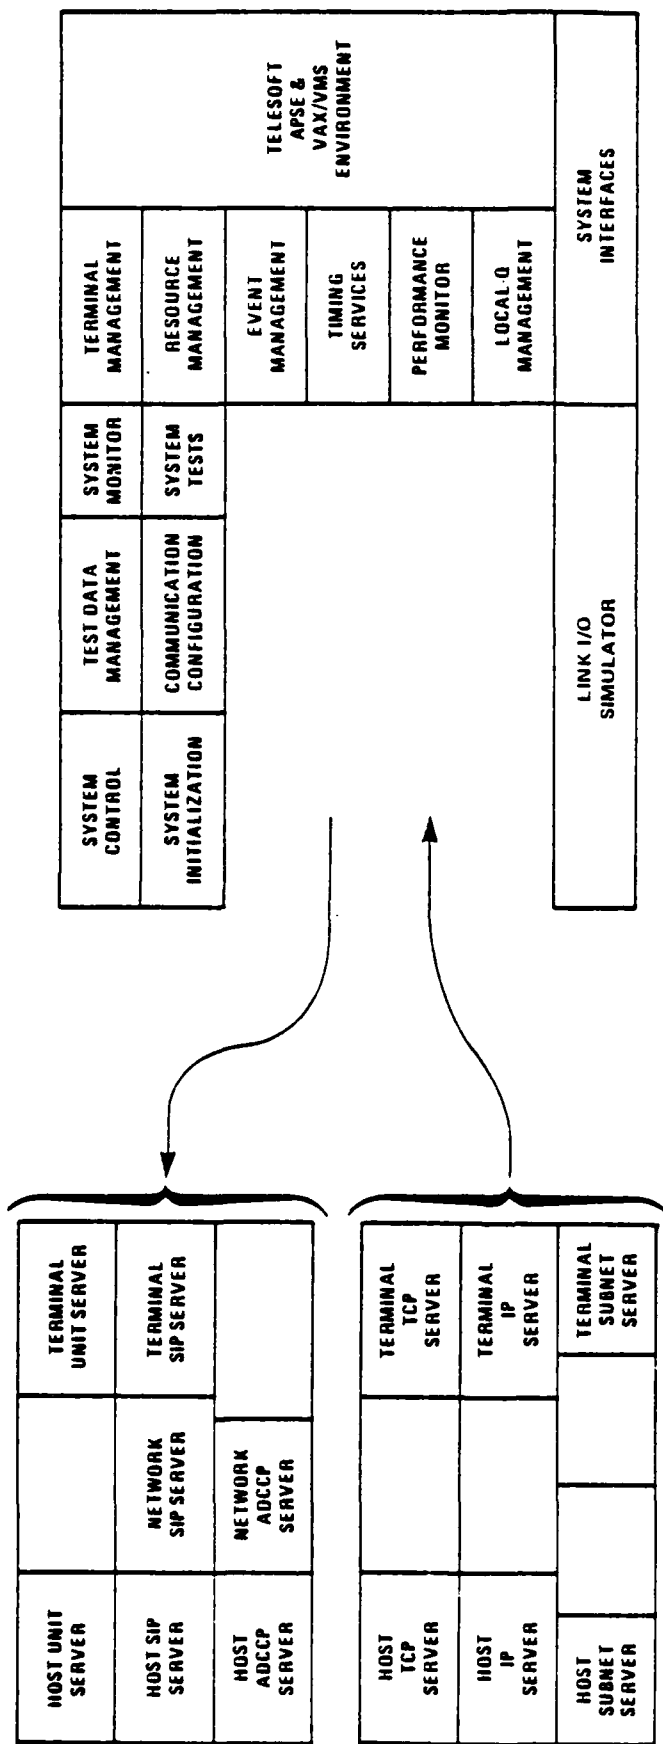 HOST UNIT
SERVER
TERMINAL
UNIT SERVER
HOST SIP
SERVER
NETWORK
SIP SERVER
TERMINAL
SIP SERVER
HOST
ADCCP
SERVER
NETWORK
ADCCP
SERVER
HOST
TCP
SERVER
TERMINAL
TCP
SERVER
HOST
IP
SERVER
TERMINAL
IP
SERVER
HOST
SUBNET
SERVER
TERMINAL
SUBNET
SERVER
SYSTEM
CONTROL
TEST DATA
MANAGEMENT
SYSTEM
MONITOR
TERMINAL
MANAGEMENT
SYSTEM
INITIALIZATION
COMMUNICATION
CONFIGURATION
SYSTEM
TESTS
RESOURCE
MANAGEMENT
EVENT
MANAGEMENT
TIMING
SERVICES
PERFORMANCE
MONITOR
LOCAL-Q
MANAGEMENT
TELESOFT
APSE &
VAX/VMS
ENVIRONMENT
LINK I/O
SIMULATOR
SYSTEM
INTERFACES